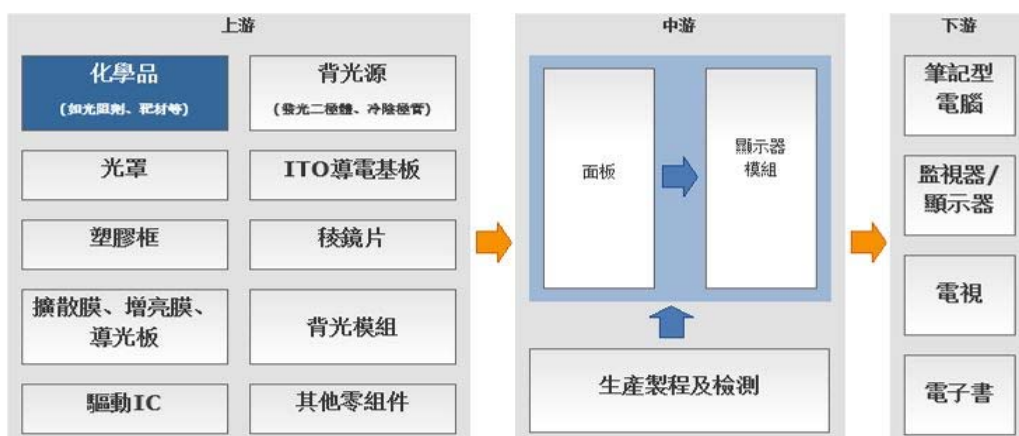 上游
化學品
(如光阻劑、靶材等)
背光源
(發光二極體、冷陰極管)
光罩
ITO導電基板
塑膠框
稜鏡片
擴散膜、增亮膜、
導光板
背光模組
驅動IC
其他零組件
中游
面板
顯示器
模組
生產製程及檢測
下游
筆記型
電腦
監視器/
顯示器
電視
電子書